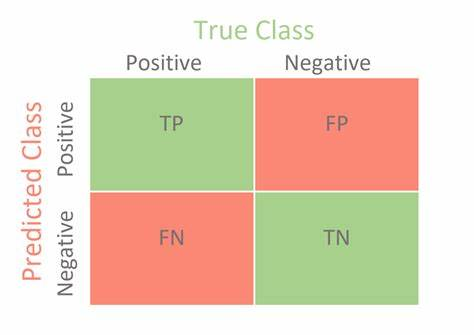 True Class
Positive Negative
Predicted Class
Positive
TP FP
Negative
FN TN